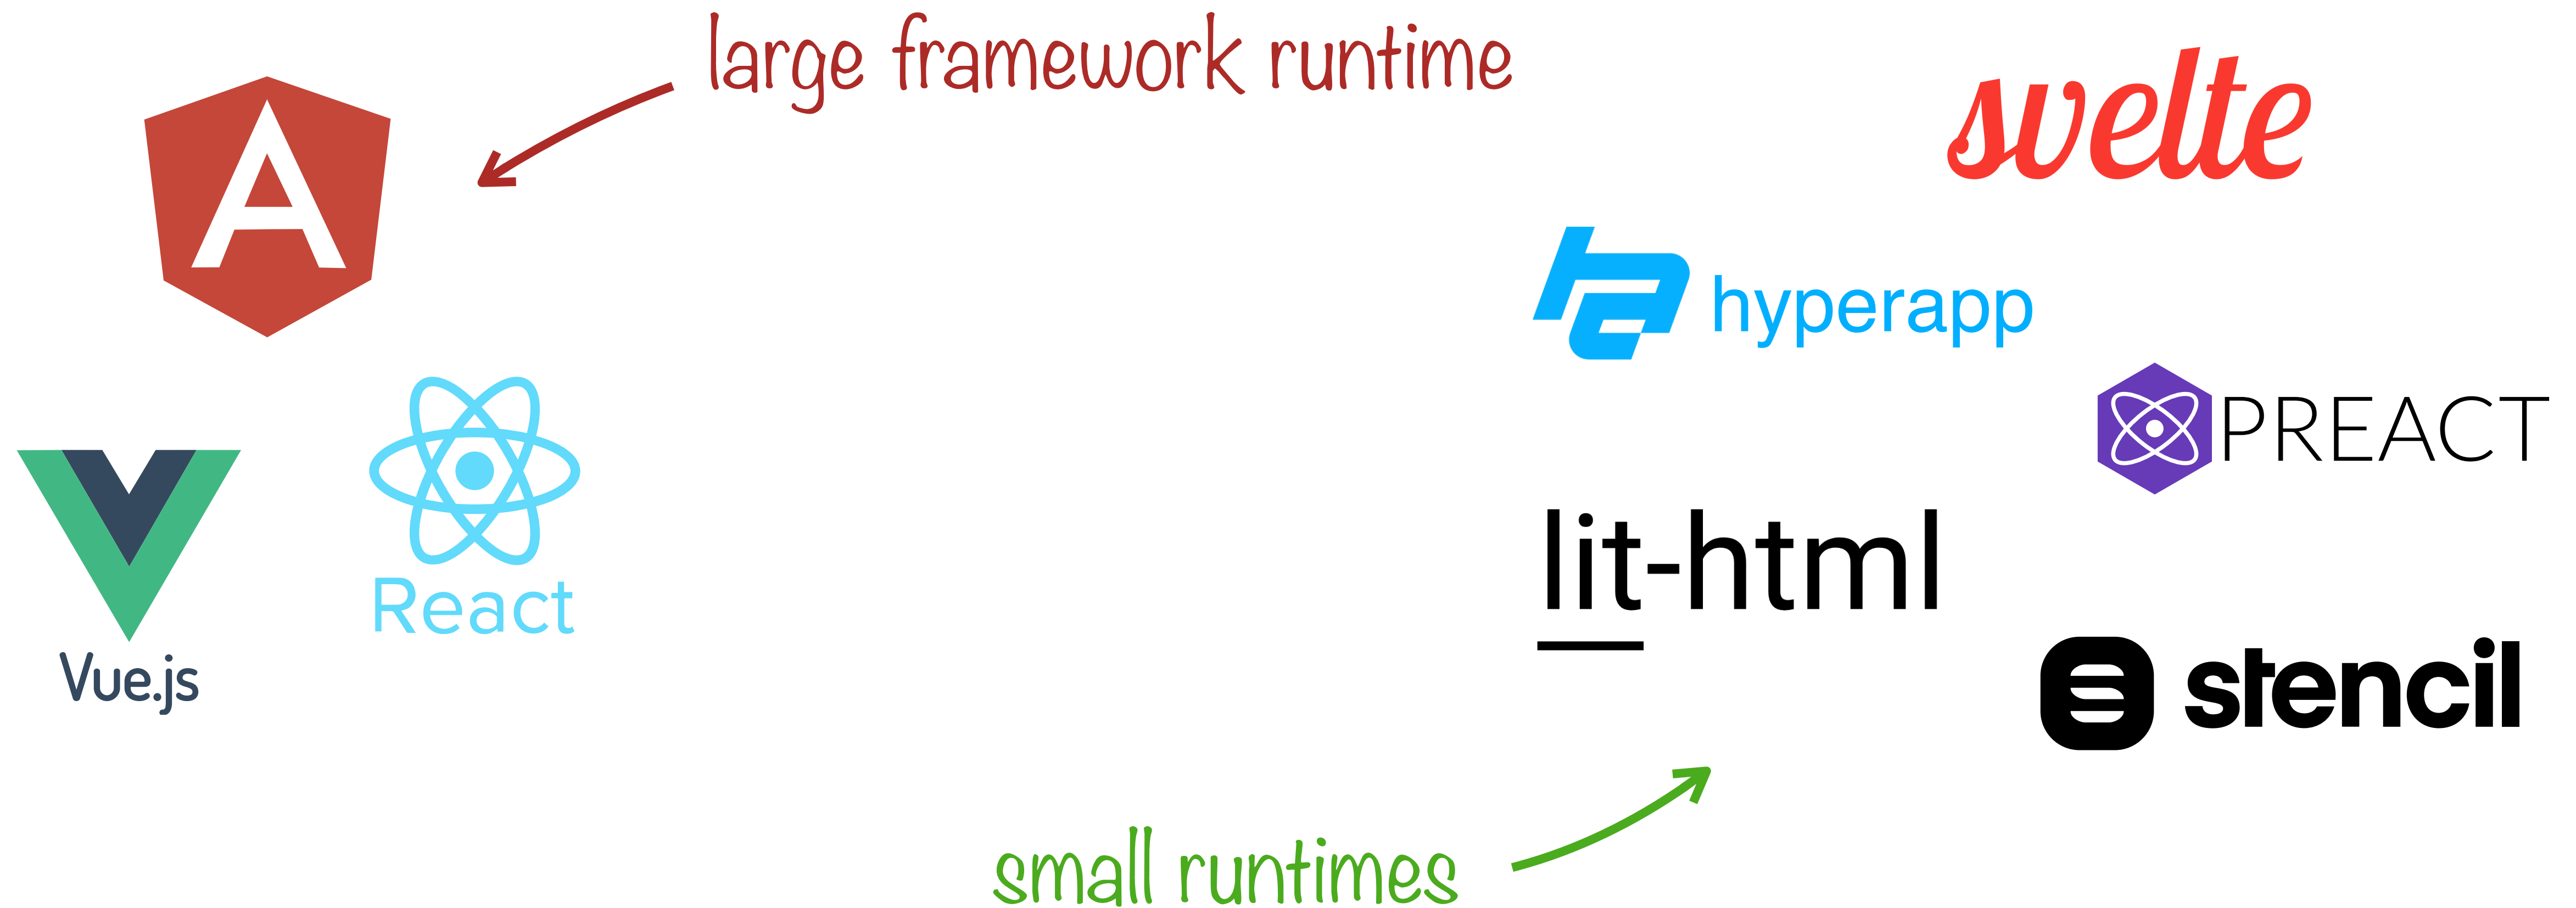 large framework runtime
svelte
A
hyperapp
PREACT
React
lit-html
Vue.js
stencil
small runtimes